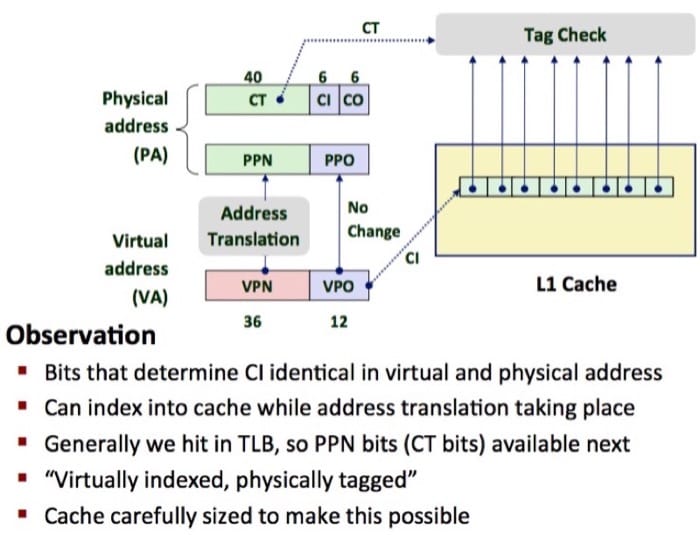 CT
Tag Check
40 6 6
Physical address (PA)
CT CI CO
PPN PPO
Address Translation
No Change
CI
Virtual address (VA)
VPN VPO
L1 Cache
36 12
Observation
Bits that determine CI identical in virtual and physical address
Can index into cache while address translation taking place
Generally we hit in TLB, so PPN bits (CT bits) available next
“Virtually indexed, physically tagged”
Cache carefully sized to make this possible